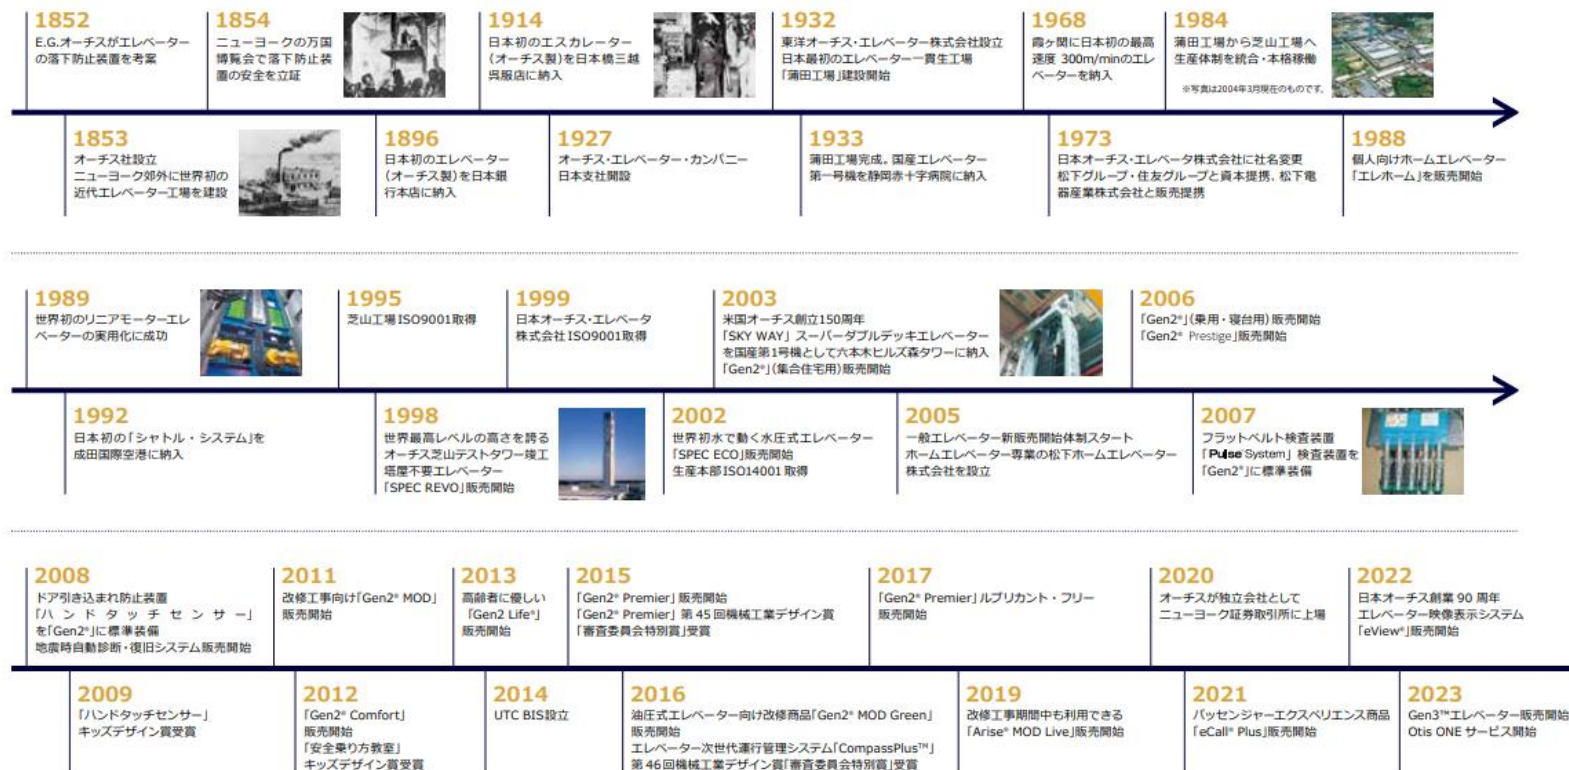 1852
E.G.オーチスがエレベーター
の落下防止装置を考案
1854
ニューヨークの万国
博覧会で落下防止装
置の安全を立証
1914
日本初のエスカレーター
(オーチス製)を日本橋三越
呉服店に納入
1932
東洋オーチス・エレベーター株式会社設立
日本最初のエレベーター一貫生工場
「蒲田工場」建設開始
1968
霞ヶ関に日本初の最高
速度 300m/minのエレ
ベーターを納入
1984
蒲田工場から芝山工場へ
生産体制を統合・本格稼働
※写真は2004年3月現在のものです。
1853
オーチス社設立
ニューヨーク郊外に世界初の
近代エレベーター工場を建設
1896
日本初のエレベーター
(オーチス製)を日本銀
行本店に納入
1927
オーチス・エレベーター・カンパニー
日本支社開設
1933
蒲田工場完成。国産エレベーター
第一号機を静岡赤十字病院に納入
1973
日本オーチス・エレベータ株式会社に社名変更
松下グループ・住友グループと資本提携、松下電
器産業株式会社と販売提携
1988
個人向けホームエレベーター
「エレホーム」を販売開始
1989
世界初のリニアモーターエレ
ベーターの実用化に成功
1995
芝山工場ISO9001取得
1999
日本オーチス・エレベータ
株式会社ISO9001取得
2003
米国オーチス創立150周年
「SKY WAY」スーパーダブルデッキエレベーター
を国産第1号機として六本木ヒルズ森タワーに納入
「Gen2®」(集合住宅用)販売開始
2006
「Gen2®」(乗用・寝台用)販売開始
「Gen2® Prestige」販売開始
1992
日本初の「シャトル・システム」を
成田国際空港に納入
1998
世界最高レベルの高さを誇る
オーチス芝山テストタワー竣工
塔屋不要エレベーター
「SPEC REVO」販売開始
2002
世界初水で動く水圧式エレベーター
「SPEC ECO」販売開始
生産本部ISO14001取得
2005
一般エレベーター新販売開始体制スタート
ホームエレベーター専業の松下ホームエレベーター
株式会社を設立
2007
フラットベルト検査装置
「Pulse System」検査装置を
「Gen2®」に標準装備
2008
ドア引き込まれ防止装置
「ハンドタッチセンサー」
を「Gen2®」に標準装備
地震時自動診断・復旧システム販売開始
2011
改修工事向け「Gen2® MOD」
販売開始
2013
高齢者に優しい
「Gen2 Life®」
販売開始
2015
「Gen2® Premier」販売開始
「Gen2® Premier」第45回機械工業デザイン賞
「審査委員会特別賞」受賞
2017
「Gen2® Premier」ルブリカント・フリー
販売開始
2020
オーチスが独立会社として
ニューヨーク証券取引所に上場
2022
日本オーチス創業 90 周年
エレベーター映像表示システム
「eView®」販売開始
2009
「ハンドタッチセンサー」
キッズデザイン賞受賞
2012
「Gen2® Comfort」
販売開始
「安全乗り方教室」
キッズデザイン賞受賞
2014
UTC BIS設立
2016
油圧式エレベーター向け改修商品「Gen2® MOD Green」
販売開始
エレベーター次世代運行管理システム「CompassPlus™」
第46回機械工業デザイン賞「審査委員会特別賞」受賞
2019
改修工事期間中も利用できる
「Arise® MOD Live」販売開始
2021
パッセンジャーエクスペリエンス商品
「eCall® Plus」販売開始
2023
Gen3™エレベーター販売開始
Otis ONE サービス開始